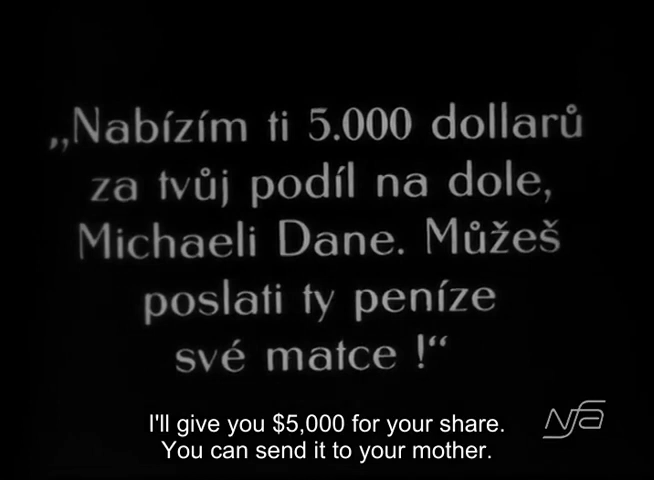 „Nabízím ti 5.000 dollarů
za tvůj podíl na dole,
Michaeli Dane. Můžeš
poslati ty peníze
své matce !“
I'll give you $5,000 for your share.
You can send it to your mother.
nfa